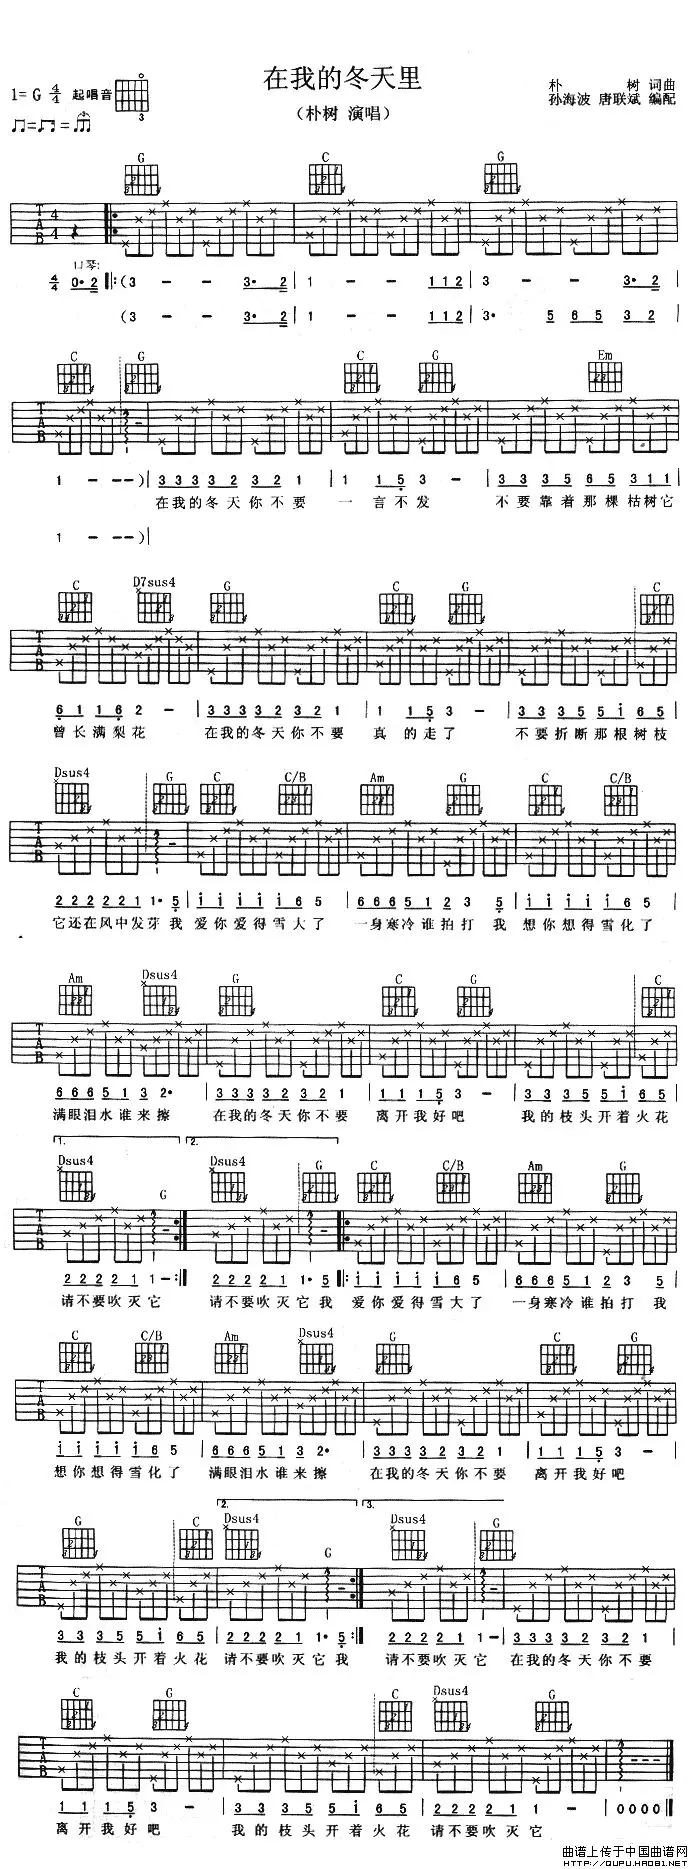 在我的冬天里
1=G 4/4 起唱音
（朴树 演唱）
朴 树 词曲
孙海波 唐联斌 编配
G C G
T A B 4 4
口琴:
4/4 0·2 ‖:(3 - - 3·2 | 1 - - 112 | 3 - - 3·2 |
(3 - - 3·2 | 1 - - 112 | 3· 5 6 5 3 2 |
C G C G Em
T A B
1 - - -)| 3 3 3 3 2 3 2 1 | 1 1 5 3 - | 3 3 3 5 6 5 3 1 1 |
在我的冬天你不要 一言不发 不要靠着那棵枯树它
1 - - -)|
C D7sus4 G C G C
T A B
6 1 1 6 2 - | 3 3 3 3 2 3 2 1 | 1 1 5 3 - | 3 3 3 5 5 i 6 5 |
曾长满梨花 在我的冬天你不要 真的走了 不要折断那根树枝
Dsus4 G C C/B Am G C C/B
T A B
2 2 2 2 2 1 1· 5 | i i i i i 6 5 | 6 6 6 5 1 2 3 5 | i i i i i 6 5 |
它还在风中发芽 我 爱你爱得雪大了 一身寒冷谁拍打 我 想你想得雪化了
Am Dsus4 G C G C
T A B
6 6 6 5 1 3 2· | 3 3 3 3 2 3 2 1 | 1 1 1 5 3 - | 3 3 3 5 5 i 6 5 |
满眼泪水谁来擦 在我的冬天你不要 离开我好吧 我的枝头开着火花
1. 2.
Dsus4 G Dsus4 G C C/B Am G
T A B
2 2 2 2 1 1 - :‖ 2 2 2 2 1 1· 5 ‖: i i i i i 6 5 | 6 6 6 5 1 2 3 5 |
请不要吹灭它 请不要吹灭它 我 爱你爱得雪大了 一身寒冷谁拍打 我
C C/B Am Dsus4 G C G
T A B
i i i i i 6 5 | 6 6 6 5 1 3 2· | 3 3 3 3 2 3 2 1 | 1 1 1 5 3 - |
想你想得雪化了 满眼泪水谁来擦 在我的冬天你不要 离开我好吧
2. 3.
G C Dsus4 G Dsus4 G
T A B
3 3 3 5 5 i 6 5 | 2 2 2 2 1 1· 5 :‖ 2 2 2 2 1 1 - | 3 3 3 3 2 3 2 1 |
我的枝头开着火花 请不要吹灭它 我 请不要吹灭它 在我的冬天你不要
C G C Dsus4 G
T A B
1 1 1 5 3 - | 3 3 3 5 5 i 6 5 | 2 2 2 2 1 1 - | 0 0 0 0 ‖
离开我好吧 我的枝头开着火花 请不要吹灭它
曲谱上传于中国曲谱网
HTTP://QUPU.HAO81.NET